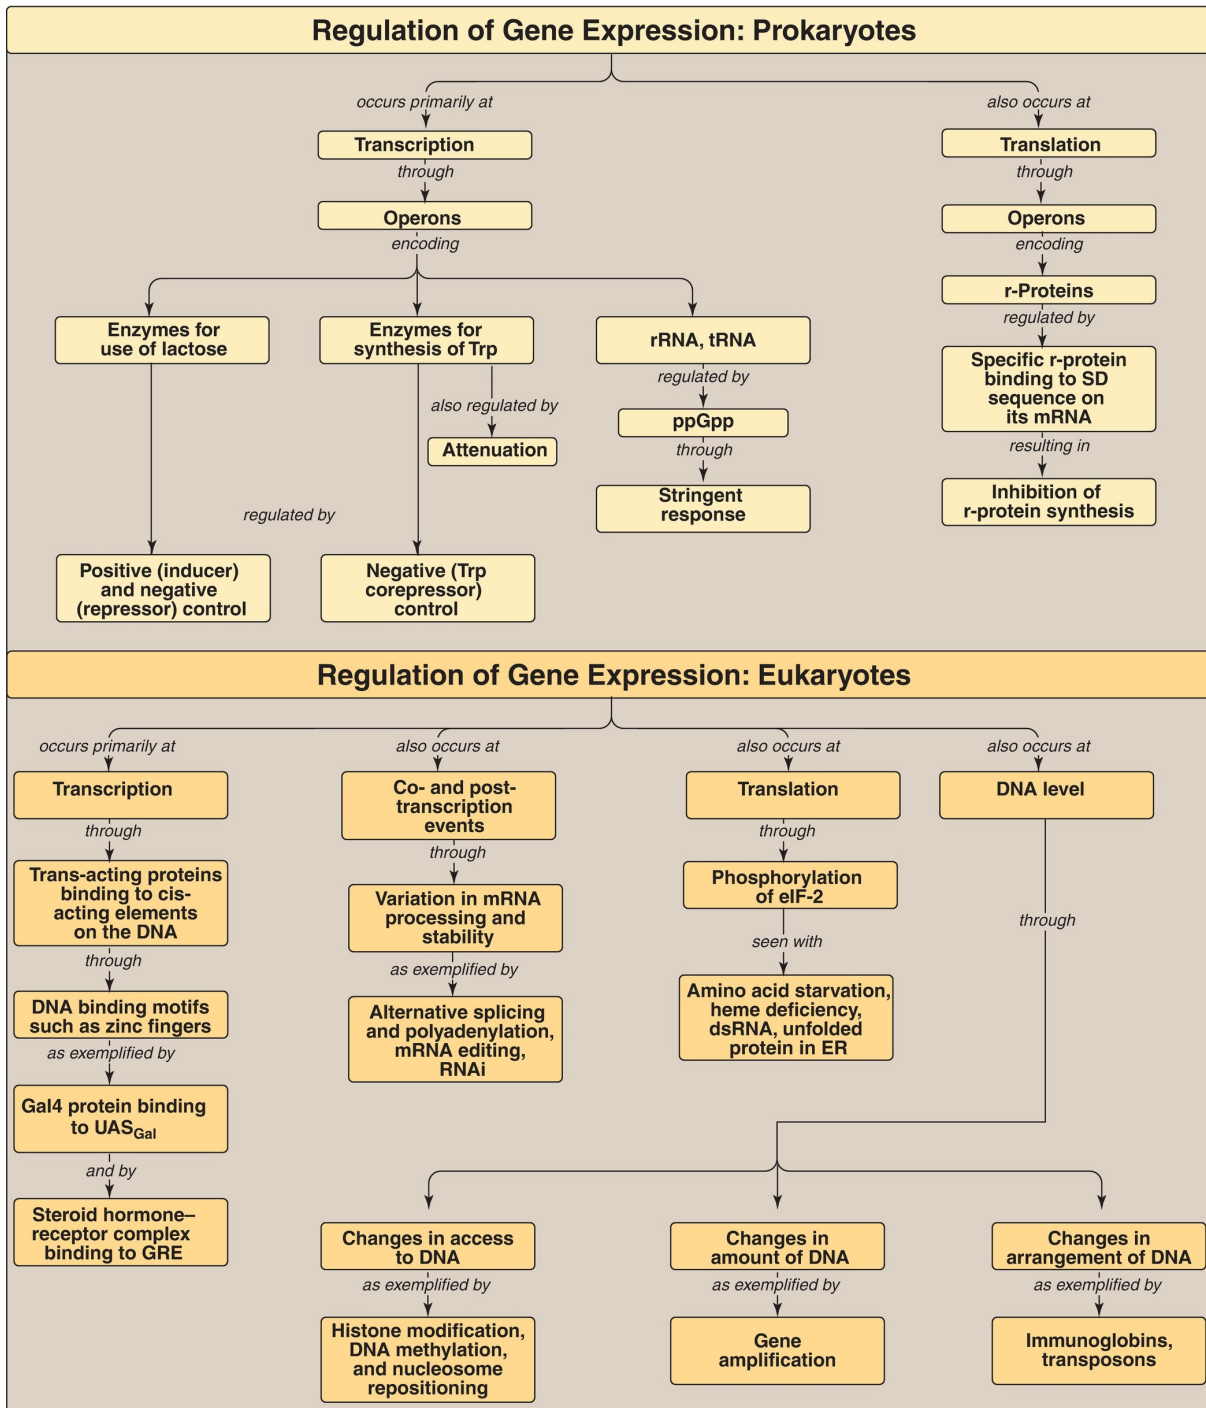 Regulation of Gene Expression: Prokaryotes
occurs primarily at
Transcription
through
Operons
encoding
Enzymes for
use of lactose
Enzymes for
synthesis of Trp
rRNA, tRNA
also regulated by
Attenuation
regulated by
ppGpp
through
Stringent
response
regulated by
Positive (inducer)
and negative
(repressor) control
Negative (Trp
corepressor)
control
also occurs at
Translation
through
Operons
encoding
r-Proteins
regulated by
Specific r-protein
binding to SD
sequence on
its mRNA
resulting in
Inhibition of
r-protein synthesis
Regulation of Gene Expression: Eukaryotes
occurs primarily at
Transcription
through
Trans-acting proteins
binding to cis-
acting elements
on the DNA
through
DNA binding motifs
such as zinc fingers
as exemplified by
Gal4 protein binding
to UASGal
and by
Steroid hormone–
receptor complex
binding to GRE
also occurs at
Co- and post-
transcription
events
through
Variation in mRNA
processing and
stability
as exemplified by
Alternative splicing
and polyadenylation,
mRNA editing,
RNAi
also occurs at
Translation
through
Phosphorylation
of eIF-2
seen with
Amino acid starvation,
heme deficiency,
dsRNA, unfolded
protein in ER
also occurs at
DNA level
through
Changes in access
to DNA
as exemplified by
Histone modification,
DNA methylation,
and nucleosome
repositioning
Changes in
amount of DNA
as exemplified by
Gene
amplification
Changes in
arrangement of DNA
as exemplified by
Immunoglobins,
transposons